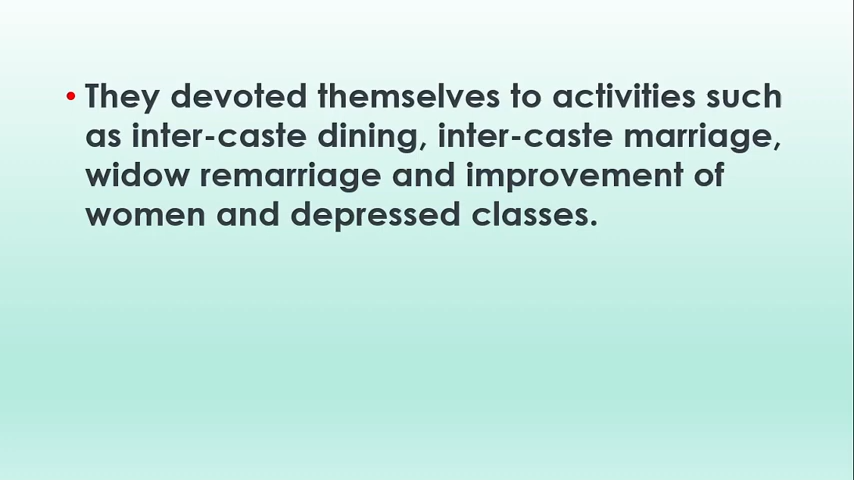 • They devoted themselves to activities such
as inter-caste dining, inter-caste marriage,
widow remarriage and improvement of
women and depressed classes.